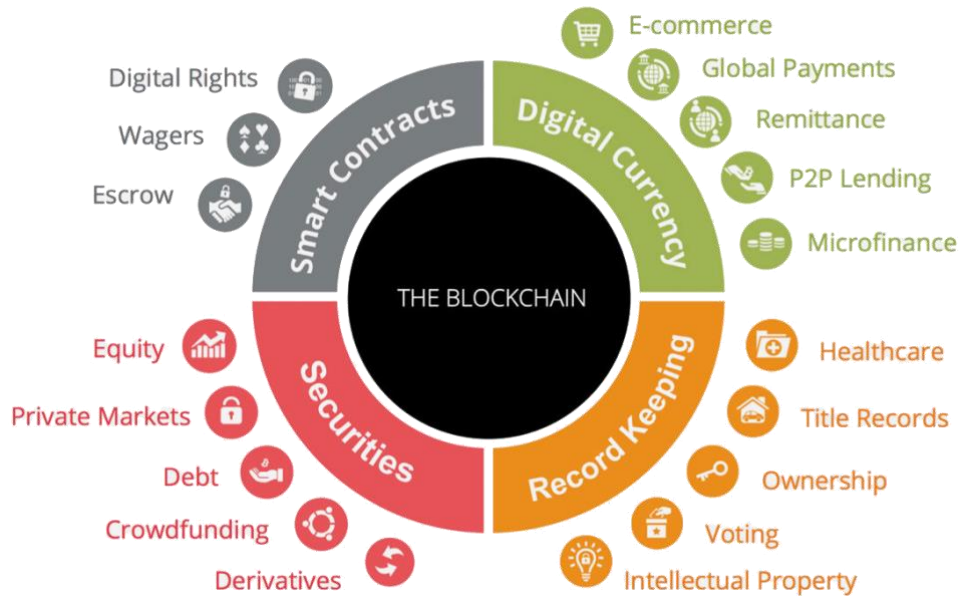 Smart Contracts
Digital Rights
Wagers
Escrow
Digital Currency
E-commerce
Global Payments
Remittance
P2P Lending
Microfinance
THE BLOCKCHAIN
Securities
Equity
Private Markets
Debt
Crowdfunding
Derivatives
Record Keeping
Healthcare
Title Records
Ownership
Voting
Intellectual Property